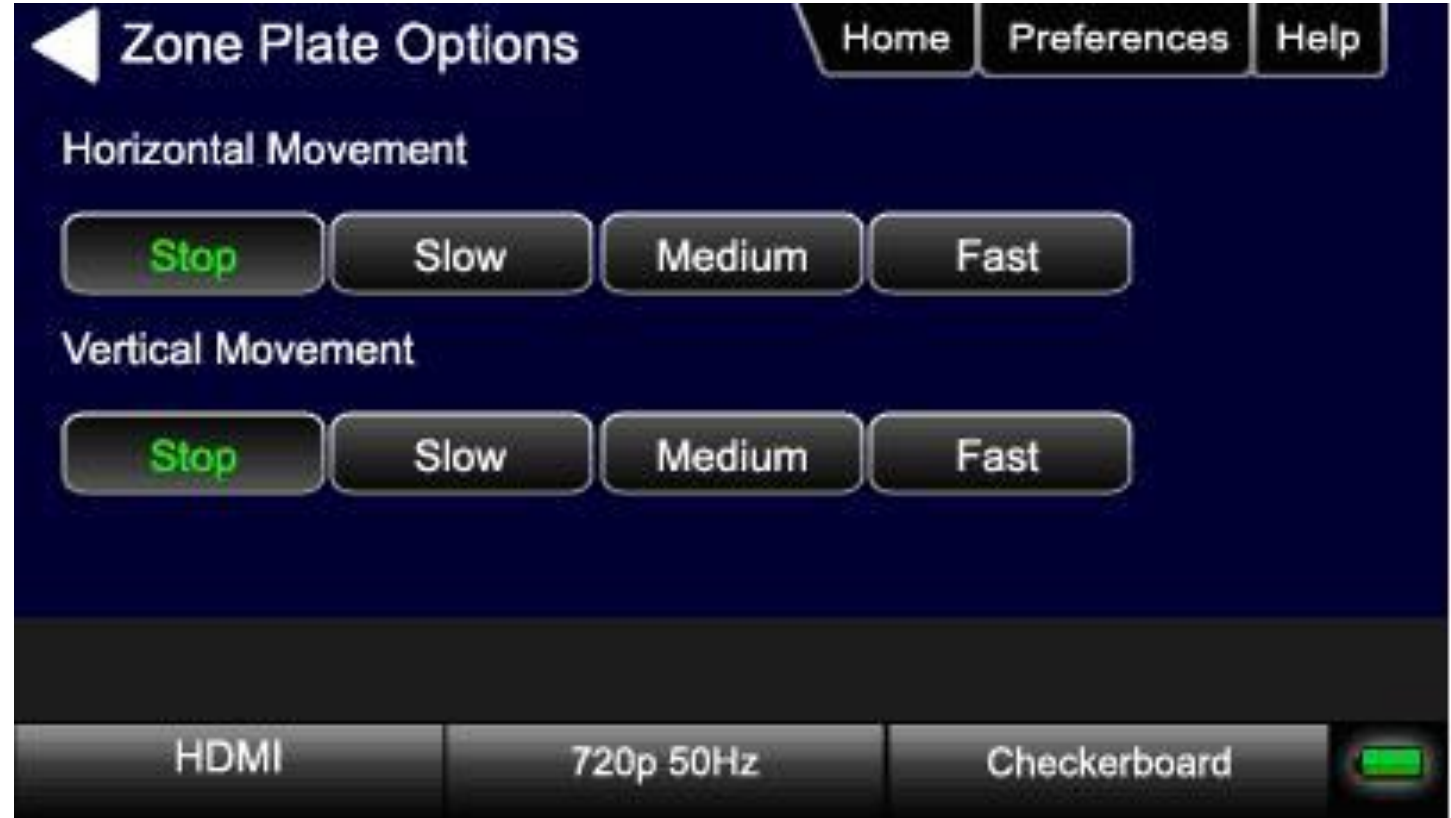 Zone Plate Options Home Preferences Help
Horizontal Movement
Stop Slow Medium Fast
Vertical Movement
Stop Slow Medium Fast
HDMI 720p 50Hz Checkerboard